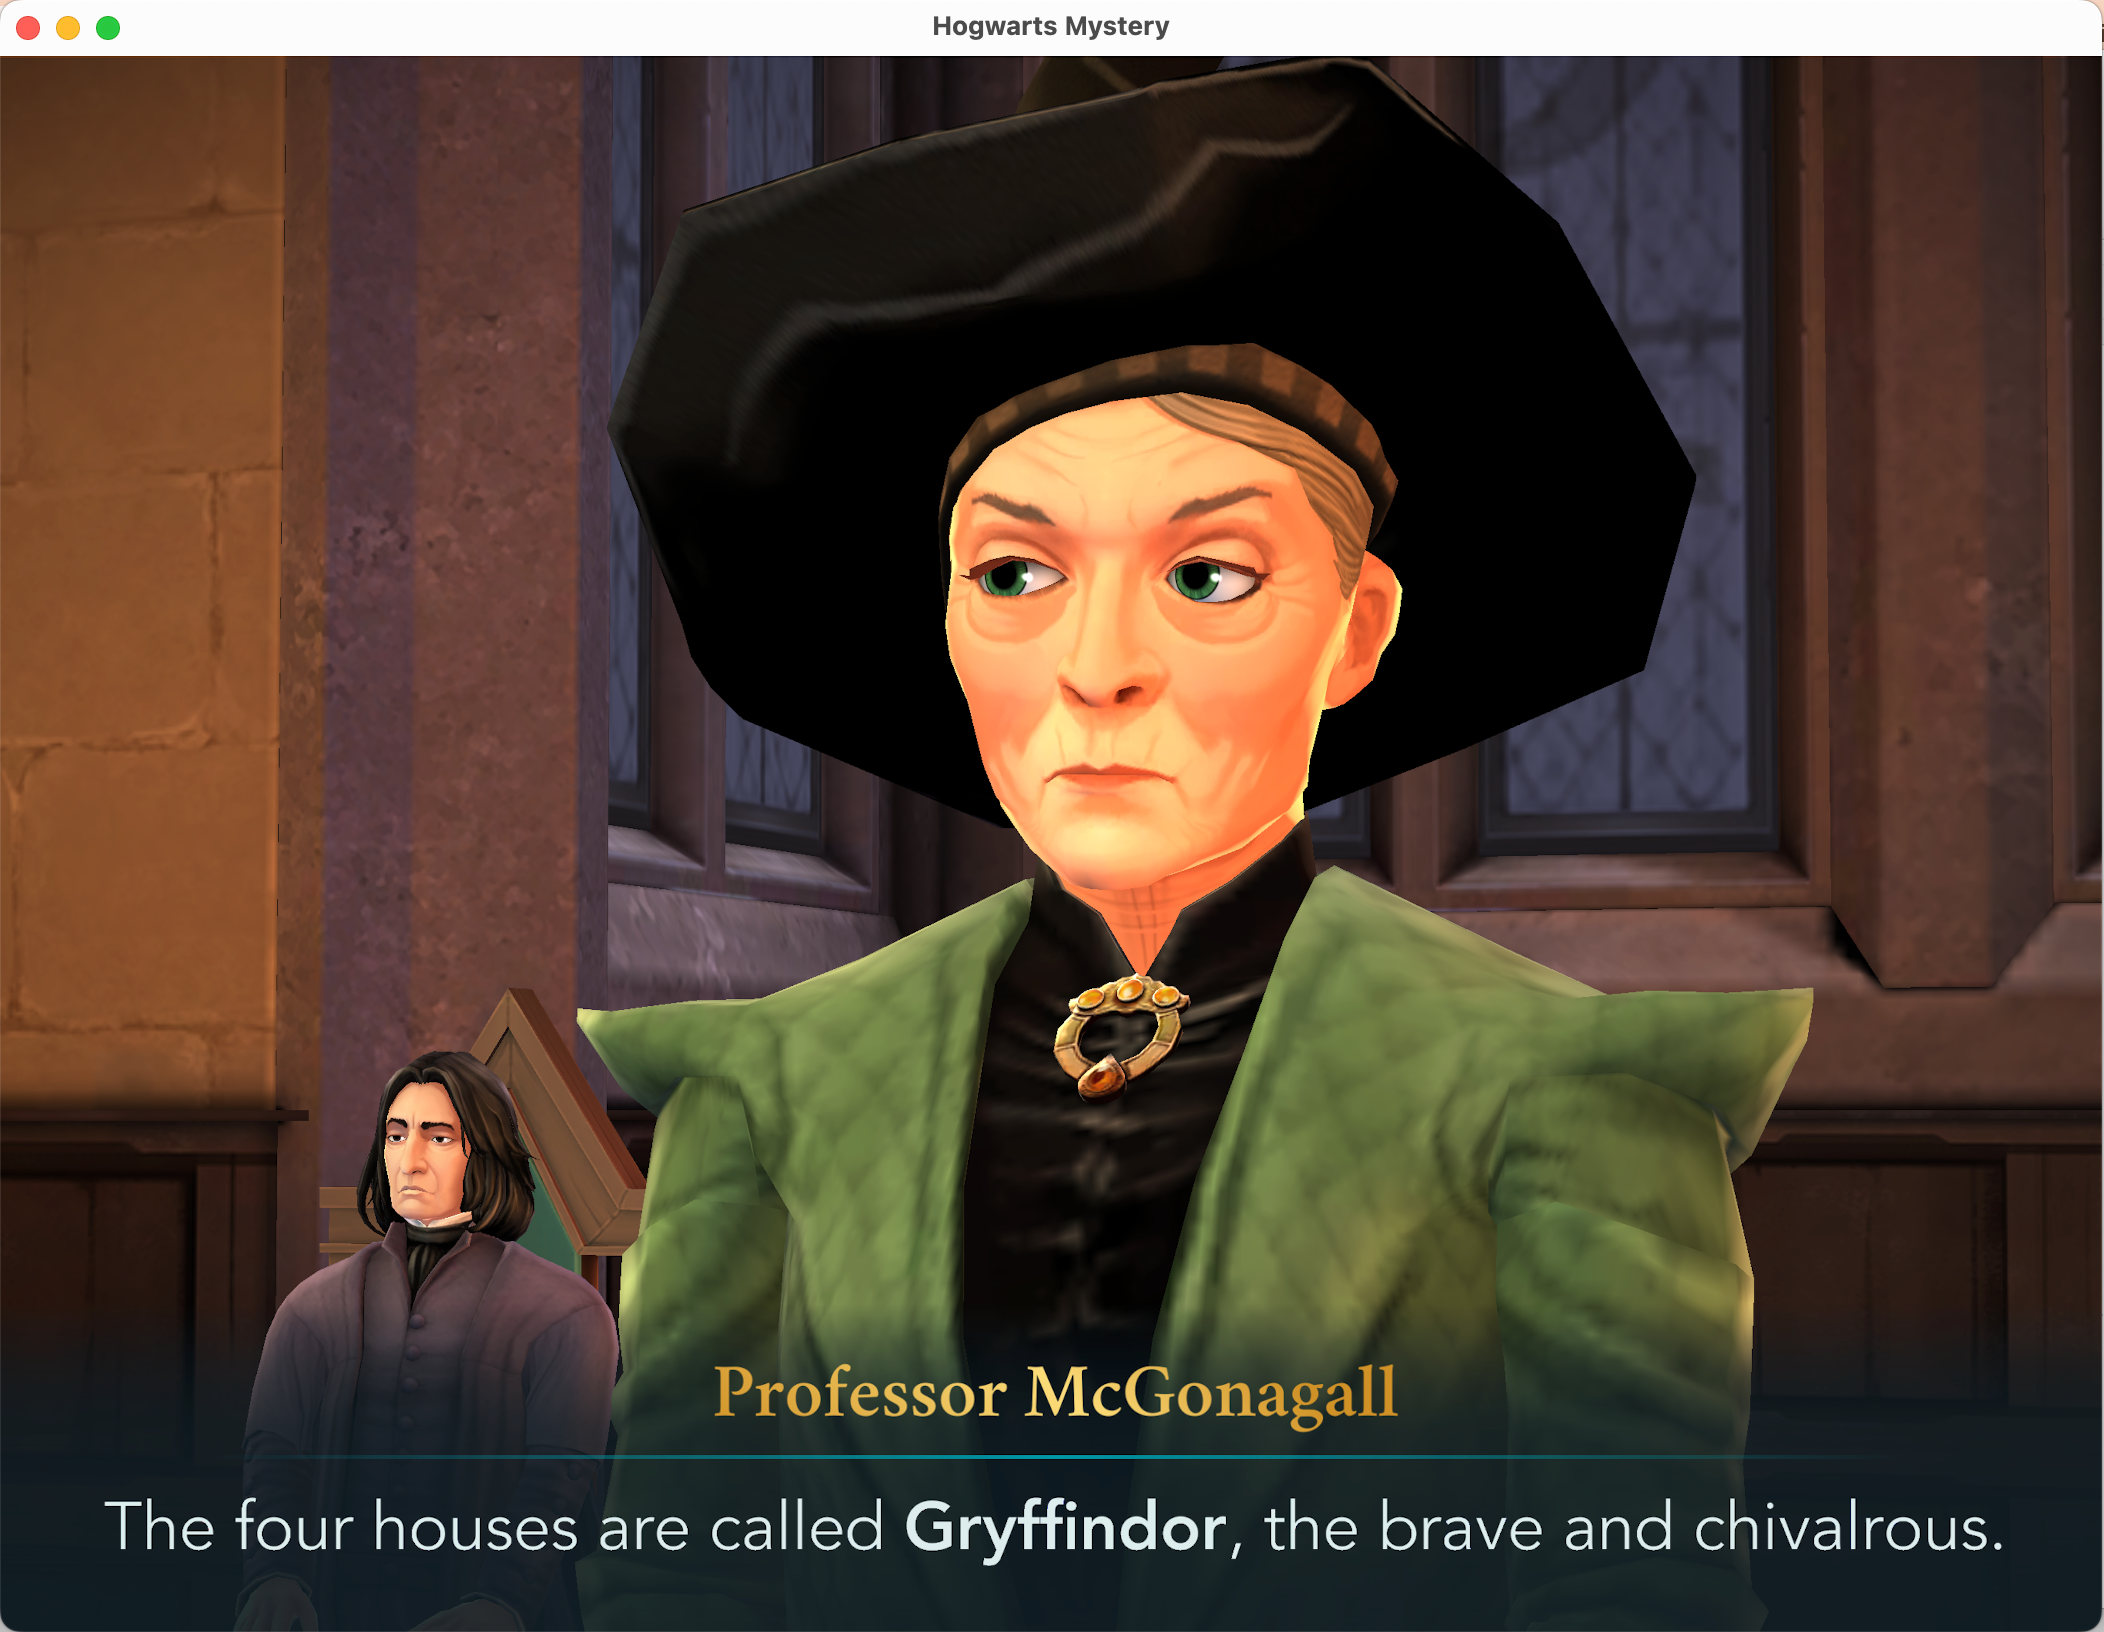 Hogwarts Mystery
Professor McGonagall
The four houses are called Gryffindor, the brave and chivalrous.